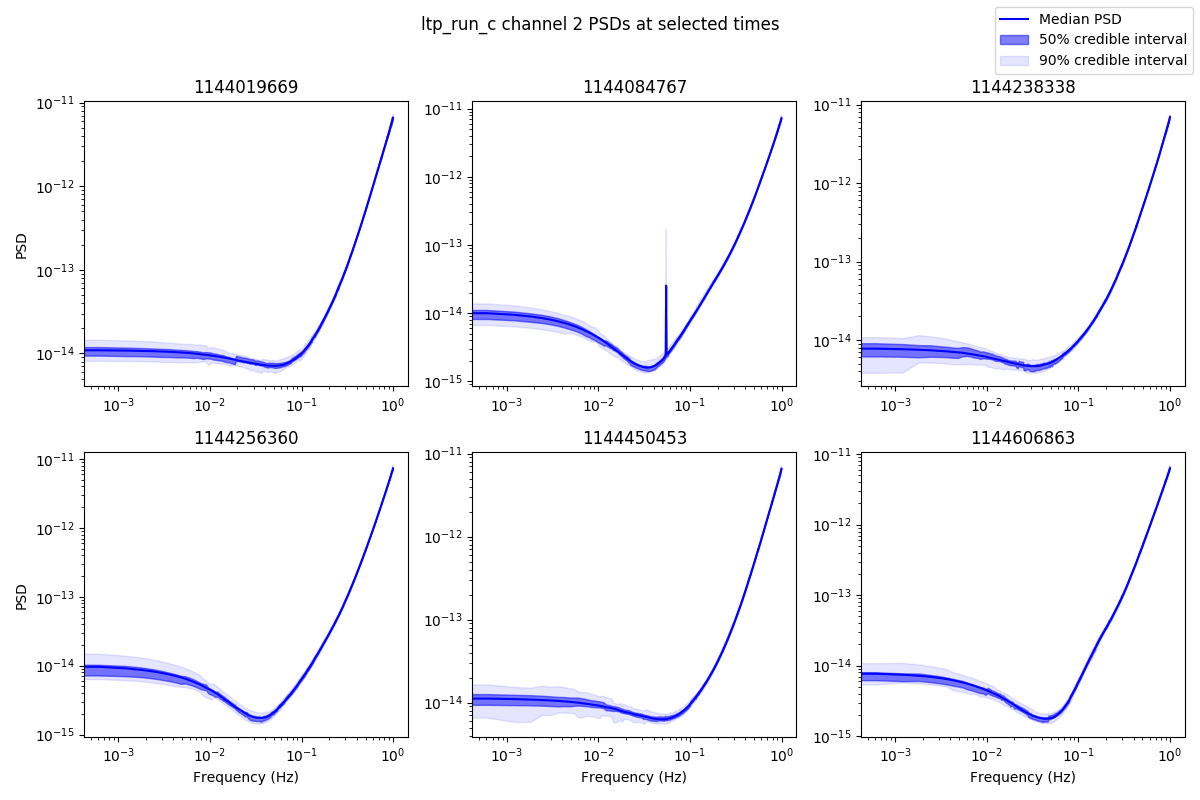 ltp_run_c channel 2 PSDs at selected times
Median PSD
50% credible interval
90% credible interval
1144019669
1144084767
1144238338
PSD
10⁻¹¹
10⁻¹²
10⁻¹³
10⁻¹⁴
10⁻³ 10⁻² 10⁻¹ 10⁰
10⁻¹¹
10⁻¹²
10⁻¹³
10⁻¹⁴
10⁻¹⁵
10⁻³ 10⁻² 10⁻¹ 10⁰
10⁻¹¹
10⁻¹²
10⁻¹³
10⁻¹⁴
10⁻³ 10⁻² 10⁻¹ 10⁰
1144256360
1144450453
1144606863
PSD
10⁻¹¹
10⁻¹²
10⁻¹³
10⁻¹⁴
10⁻¹⁵
10⁻³ 10⁻² 10⁻¹ 10⁰
Frequency (Hz)
10⁻¹¹
10⁻¹²
10⁻¹³
10⁻¹⁴
10⁻³ 10⁻² 10⁻¹ 10⁰
Frequency (Hz)
10⁻¹¹
10⁻¹²
10⁻¹³
10⁻¹⁴
10⁻¹⁵
10⁻³ 10⁻² 10⁻¹ 10⁰
Frequency (Hz)